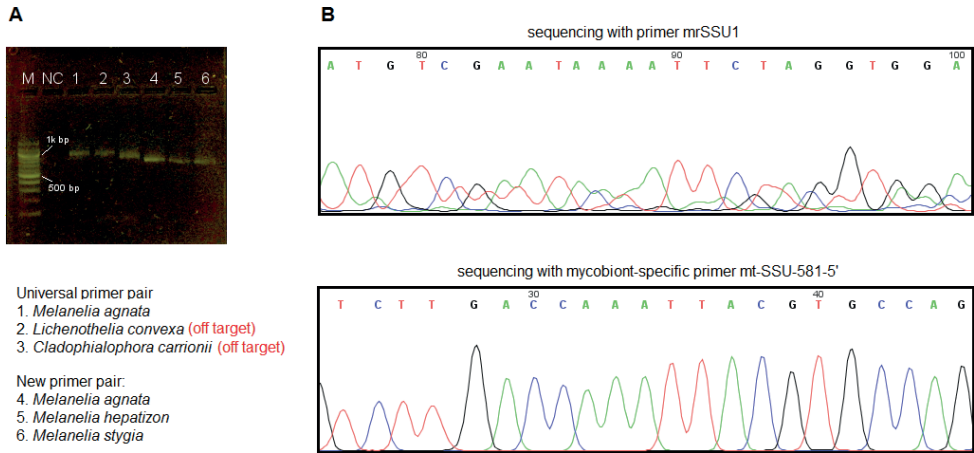 A
M NC 1 2 3 4 5 6
1k bp
500 bp
Universal primer pair
1. Melanelia agnata
2. Lichenothelia convexa (off target)
3. Cladophialophora carrionii (off target)
New primer pair:
4. Melanelia agnata
5. Melanelia hepatizon
6. Melanelia stygia
B
sequencing with primer mrSSU1
80 90 100
A T G T C G A A T A A A A T T C T A G G T G G A
sequencing with mycobiont-specific primer mt-SSU-581-5'
30 40
T C T T G A C C A A A T T A C G T G C C A G